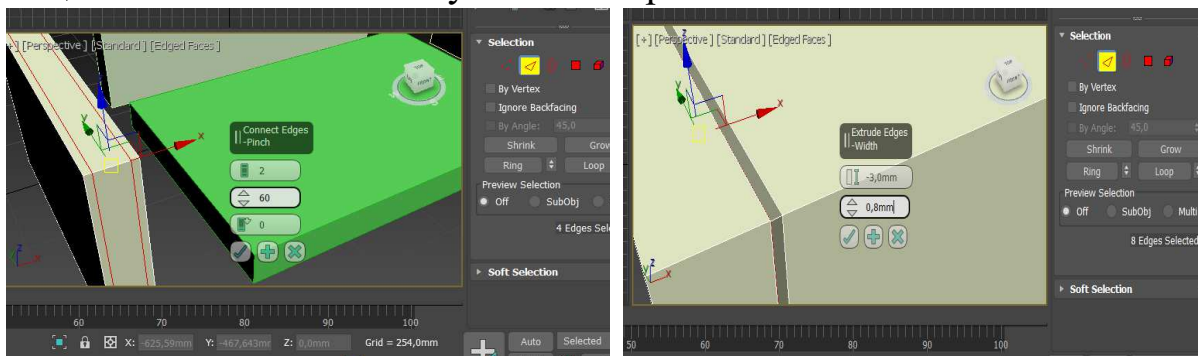 +] [Perspective ] [Standard ] [Edged Faces ]
TOP
FRONT
Connect Edges
-Pinch
2
60
0
Selection
By Vertex
Ignore Backfacing
By Angle: 45,0
Shrink Grow
Ring Loop
Preview Selection
Off SubObj
4 Edges Sele
Soft Selection
z
x
60 70 80 90 100
X: -625,59mm Y: -467,643mm Z: 0,0mm Grid = 254,0mm
Auto Selected
[+] [Perspective ] [Standard ] [Edged Faces ]
z
x
TOP
FRONT
Extrude Edges
-Width
-3,0mm
0,8mm
Selection
By Vertex
Ignore Backfacing
By Angle: 45,0
Shrink Grow
Ring Loop
Preview Selection
Off SubObj Multi
8 Edges Selected
Soft Selection
z
y
x
50 60 70 80 90 100